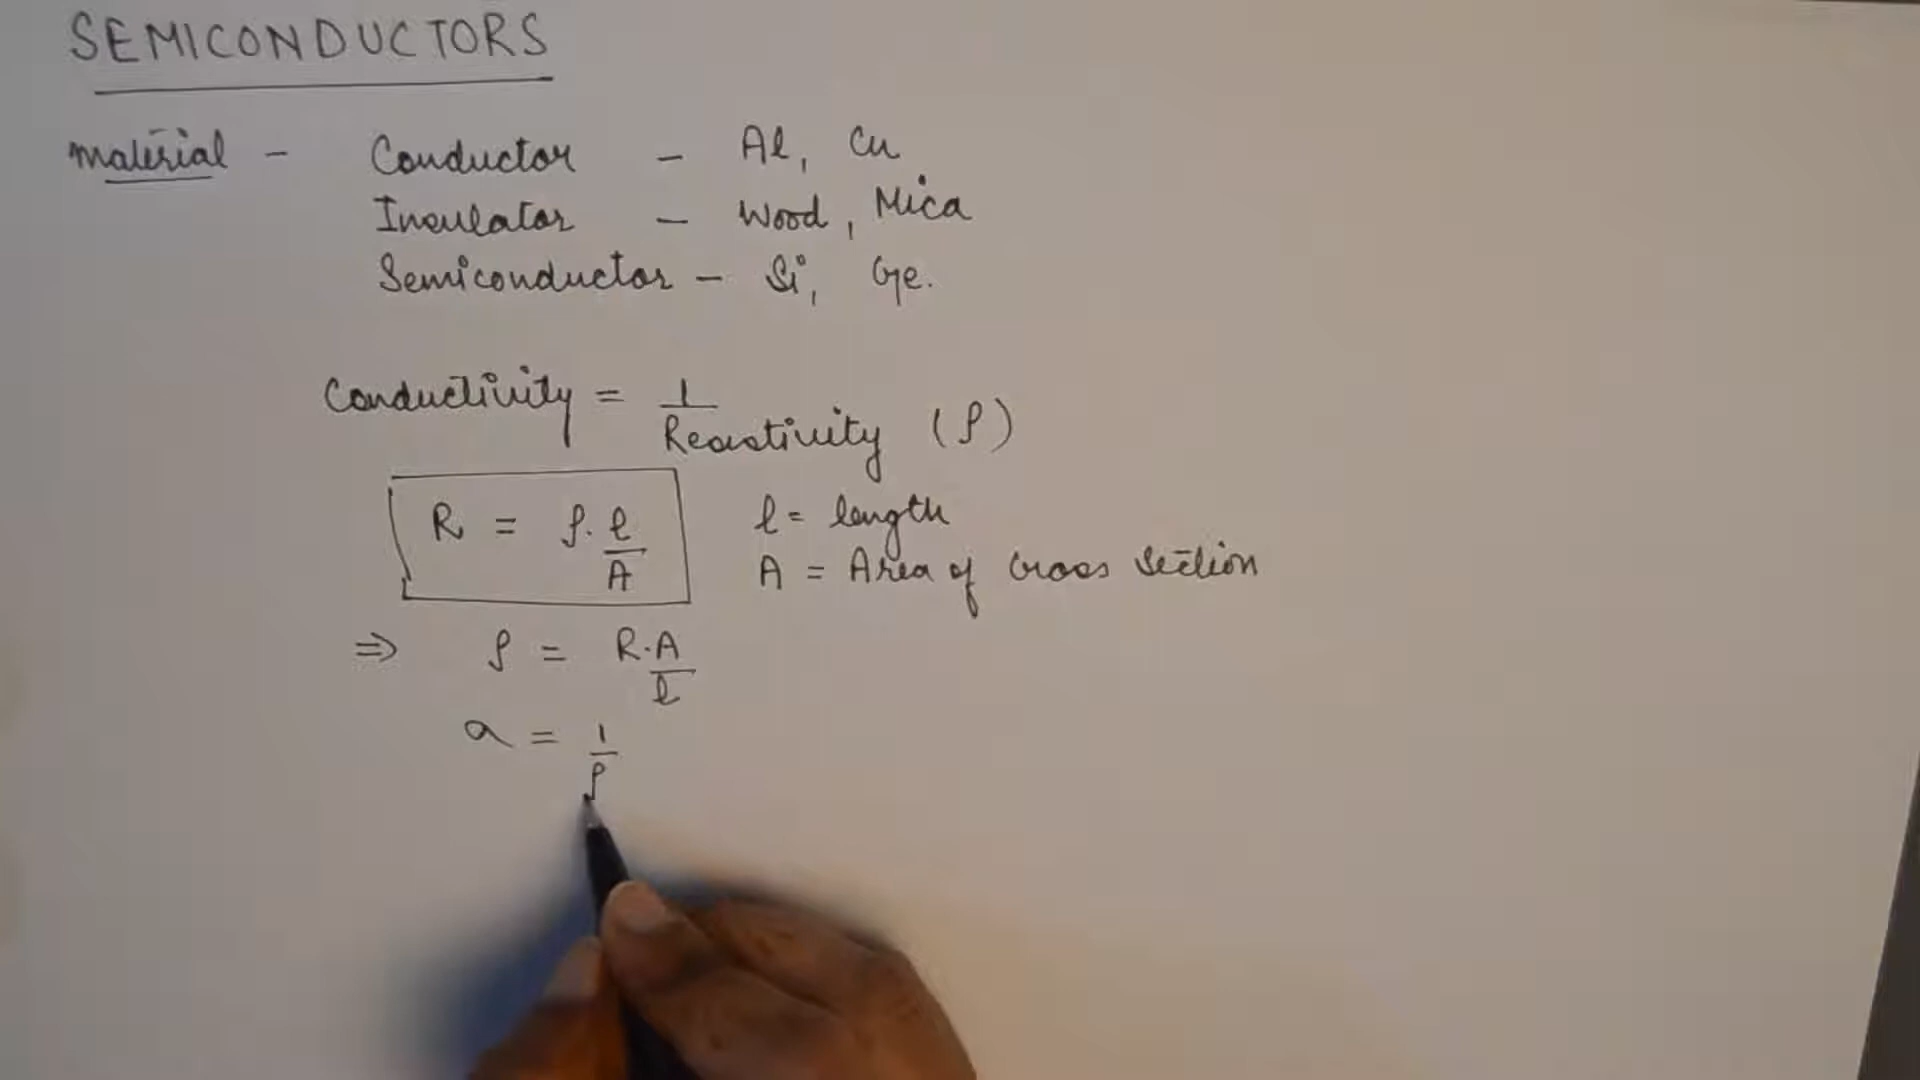 SEMICONDUCTORS
Material - Conductor - Al, Cu
Insulator - Wood, Mica
Semiconductor - Si, Ge.
Conductivity = 1/Resistivity (ρ)
R = ρ. l/A
l = length
A = Area of cross section
⇒ ρ = R.A/l
a = 1/ρ